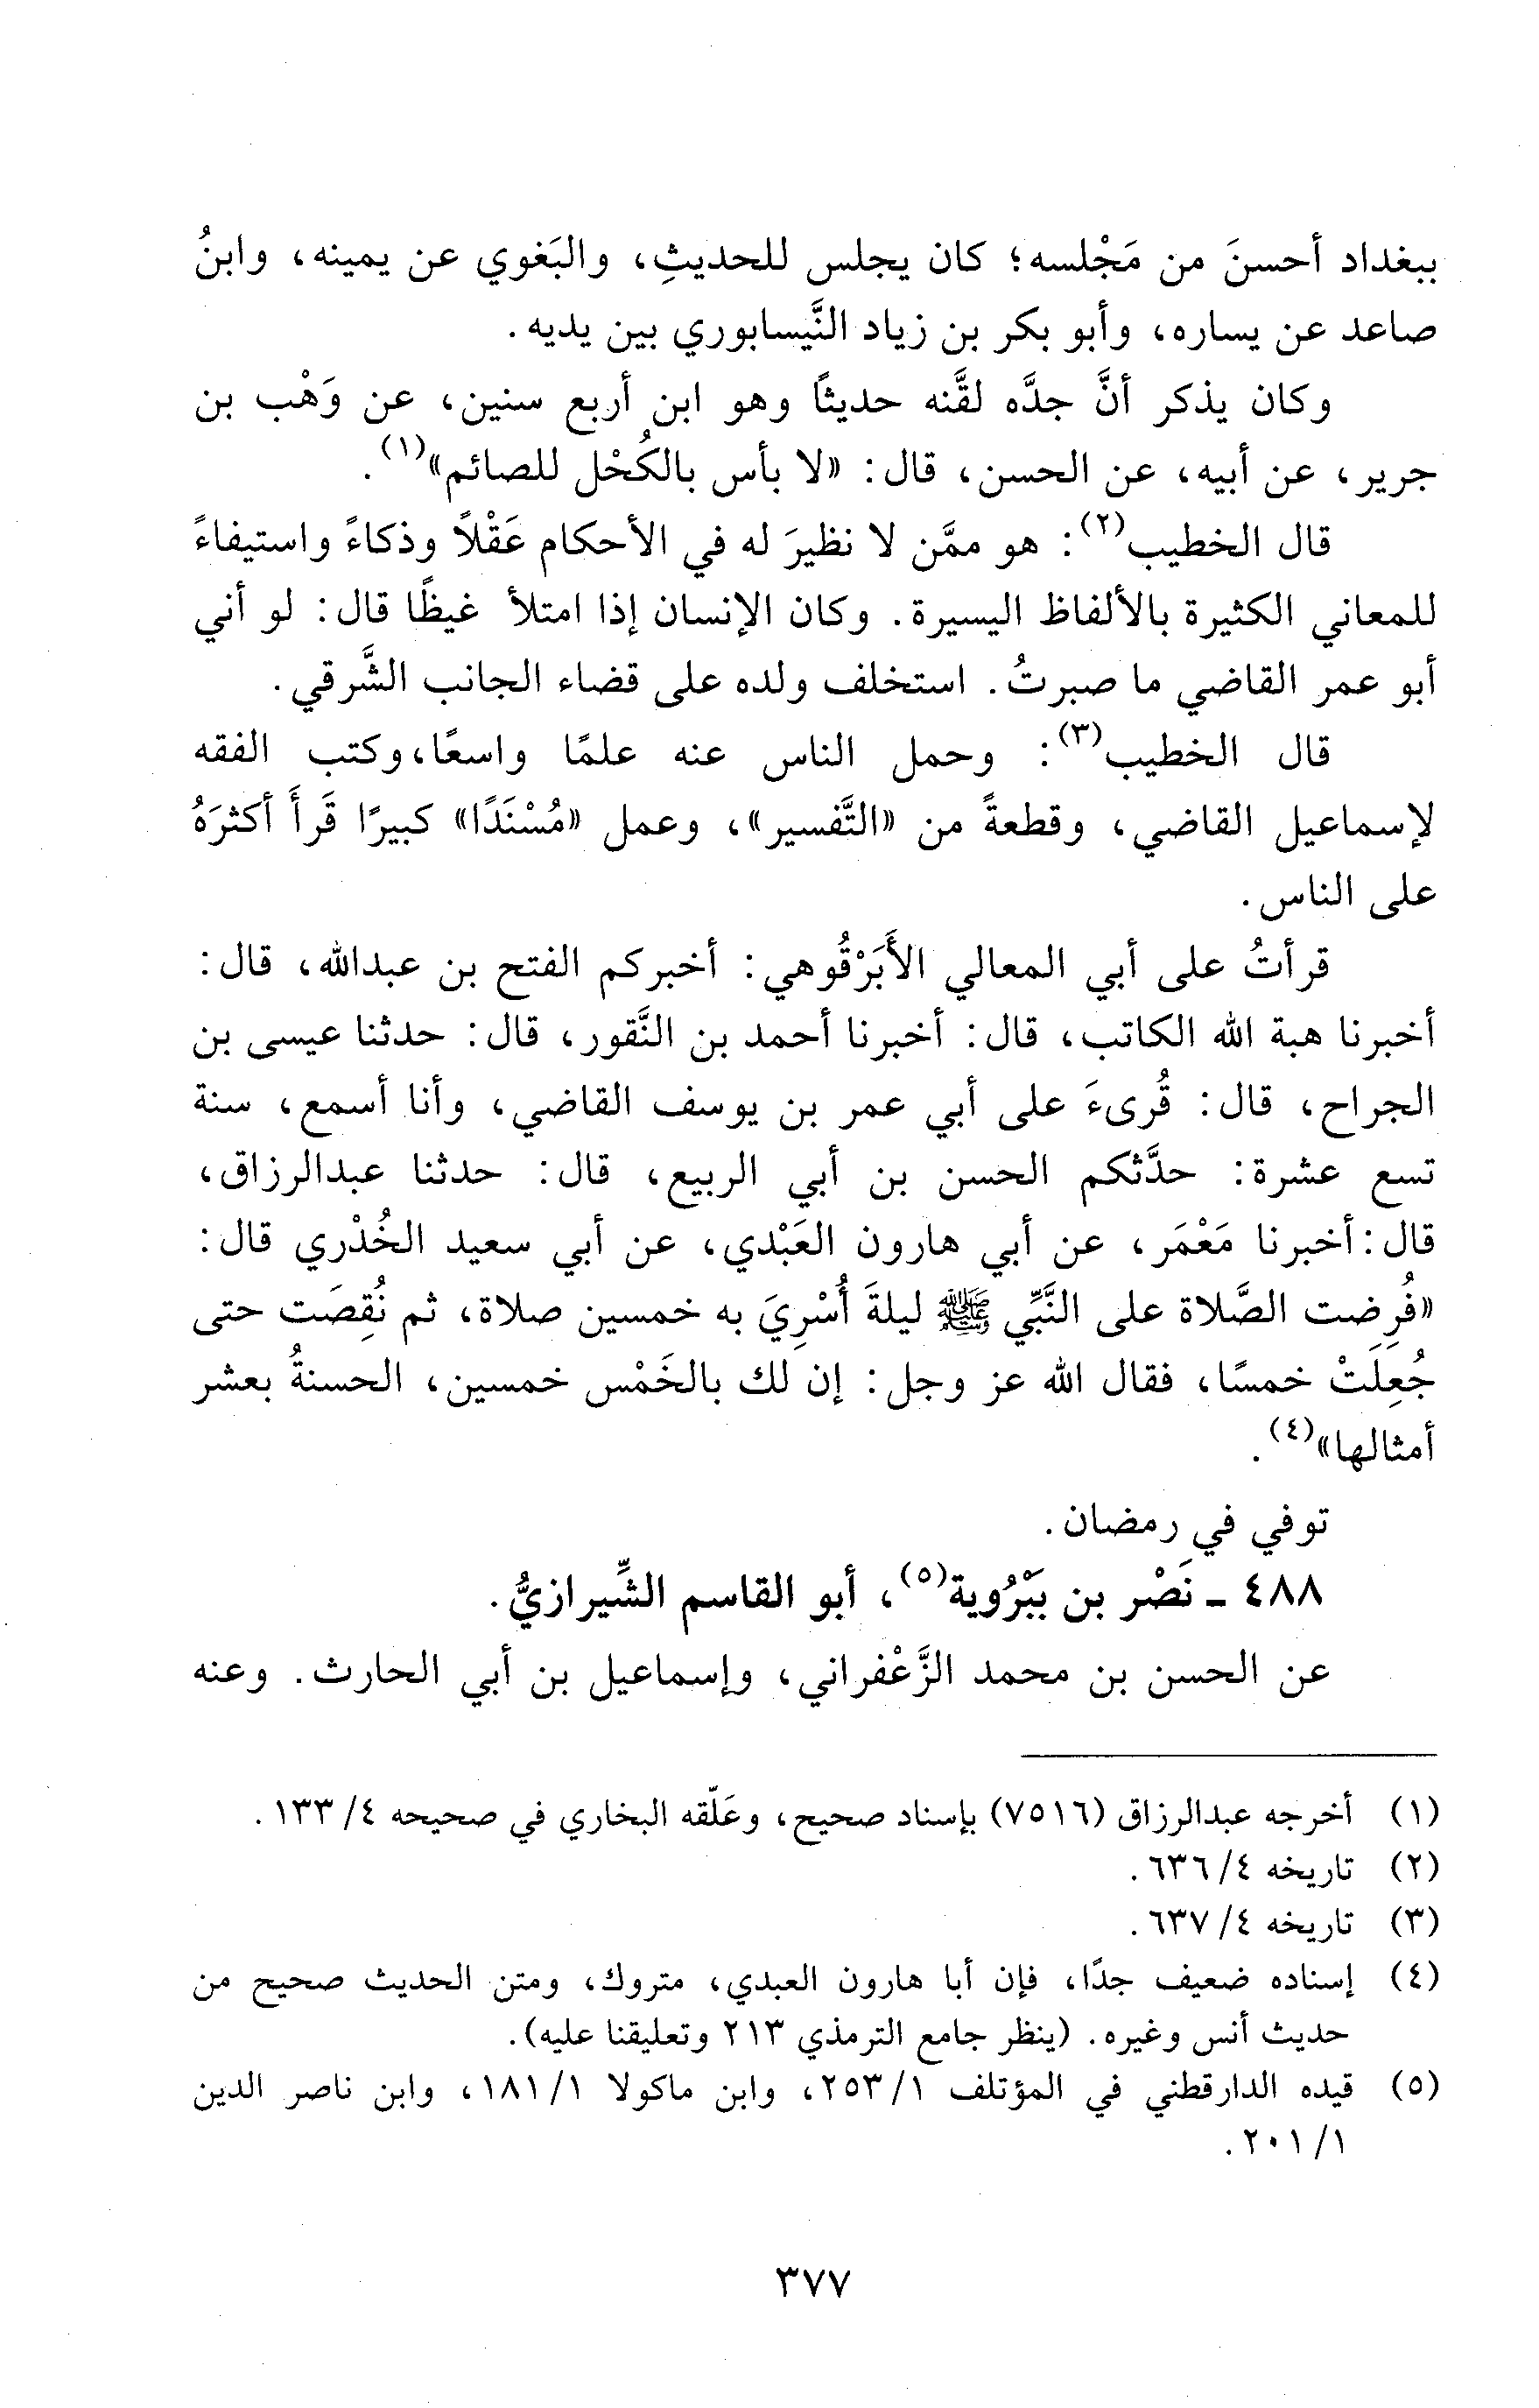 ببغداد أحسنَ من مَجْلسه؛ كان يجلس للحديثِ، والبَغوي عن يمينه، وابنُ
صاعد عن يساره، وأبو بكر بن زياد النَّيسابوري بين يديه.
وكان يذكر أنَّ جدَّه لقَّنه حديثًا وهو ابن أربع سنين، عن وَهْب بن
جرير، عن أبيه، عن الحسن، قال: «لا بأس بالكُحْل للصائم»(١).
قال الخطيب(٢): هو ممَّن لا نظيرَ له في الأحكام عَقْلاً وذكاءً واستيفاءً
للمعاني الكثيرة بالألفاظ اليسيرة. وكان الإنسان إذا امتلأ غيظًا قال: لو أني
أبو عمر القاضي ما صبرتُ. استخلف ولده على قضاء الجانب الشَّرقي.
قال الخطيب(٣): وحمل الناس عنه علمًا واسعًا، وكتب الفقه
لإسماعيل القاضي، وقطعةً من «التَّفسير»، وعمل «مُسْنَدًا» كبيرًا قَرأَ أكثرَهُ
على الناس.
قرأتُ على أبي المعالي الأَبَرْقُوهي: أخبركم الفتح بن عبدالله، قال:
أخبرنا هبة الله الكاتب، قال: أخبرنا أحمد بن النَّقور، قال: حدثنا عيسى بن
الجراح، قال: قُرىءَ على أبي عمر بن يوسف القاضي، وأنا أسمع، سنة
تسع عشرة: حدَّثكم الحسن بن أبي الربيع، قال: حدثنا عبدالرزاق،
قال: أخبرنا مَعْمَر، عن أبي هارون العَبْدي، عن أبي سعيد الخُدْري قال:
«فُرِضت الصَّلاة على النَّبِّي ﷺ ليلةَ أُسْرِيَ به خمسين صلاة، ثم نُقِصَت حتى
جُعِلَتْ خمسًا، فقال الله عز وجل: إن لك بالخَمْس خمسين، الحسنةُ بعشر
أمثالها»(٤).
توفي في رمضان.
٤٨٨ - نَصْر بن بَبْرُوية(٥)، أبو القاسم الشِّيرازيُّ.
عن الحسن بن محمد الزَّعْفراني، وإسماعيل بن أبي الحارث. وعنه
(١) أخرجه عبدالرزاق (٧٥١٦) بإسناد صحيح، وعَلّقه البخاري في صحيحه ٤/ ١٣٣.
(٢) تاريخه ٤/ ٦٣٦.
(٣) تاريخه ٤/ ٦٣٧.
(٤) إسناده ضعيف جدًا، فإن أبا هارون العبدي، متروك، ومتن الحديث صحيح من
حديث أنس وغيره. (ينظر جامع الترمذي ٢١٣ وتعليقنا عليه).
(٥) قيده الدارقطني في المؤتلف ١/ ٢٥٣، وابن ماكولا ١/ ١٨١، وابن ناصر الدين
١/ ٢٠١.
٣٧٧